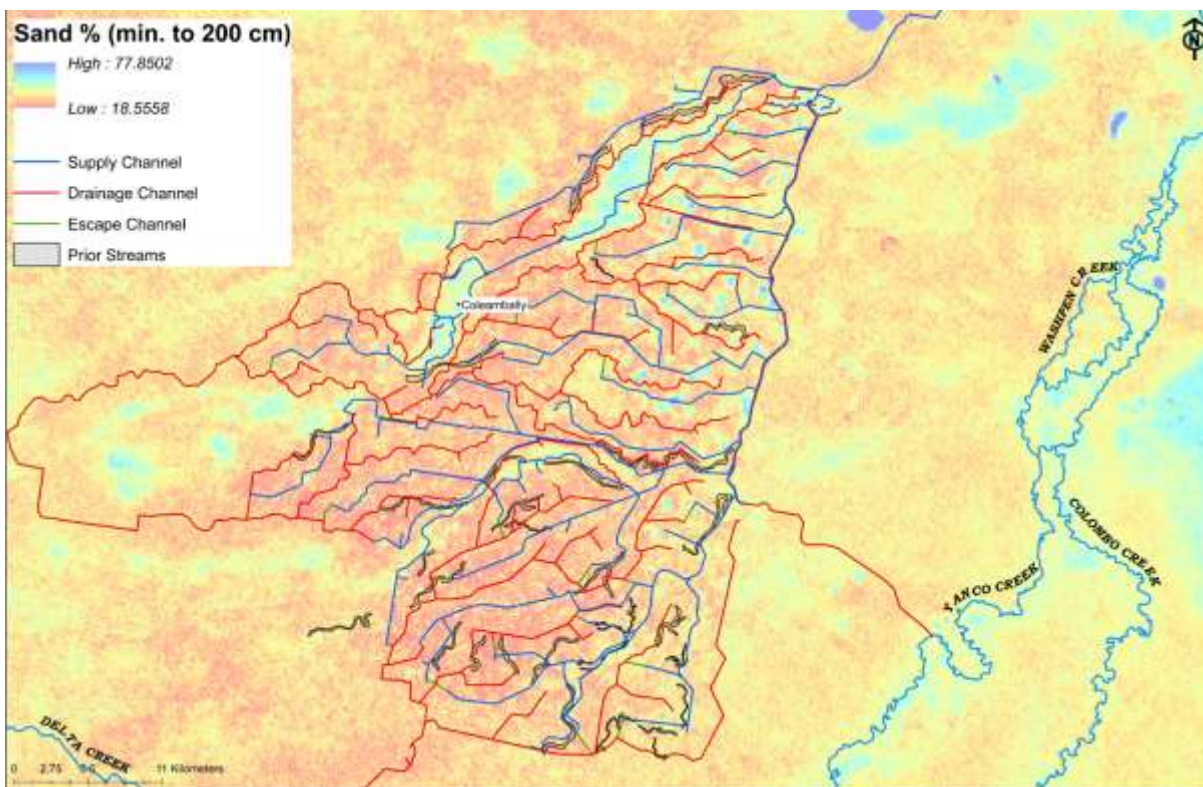 Sand % (min. to 200 cm)
High : 77.8502
Low : 18.5558
Supply Channel
Drainage Channel
Escape Channel
Prior Streams
N
Coleambally
WASHPEN CREEK
COLOMBO CREEK
YANCO CREEK
DELTA CREEK
0 2.75 5.5 11 Kilometers